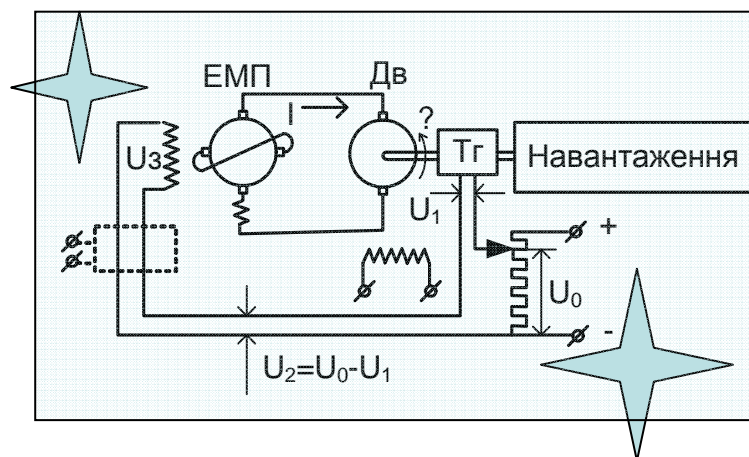 ЕМП
Дв
I
?
Uз
Тг
Навантаження
U₁
+
U₀
-
U₂=U₀-U₁